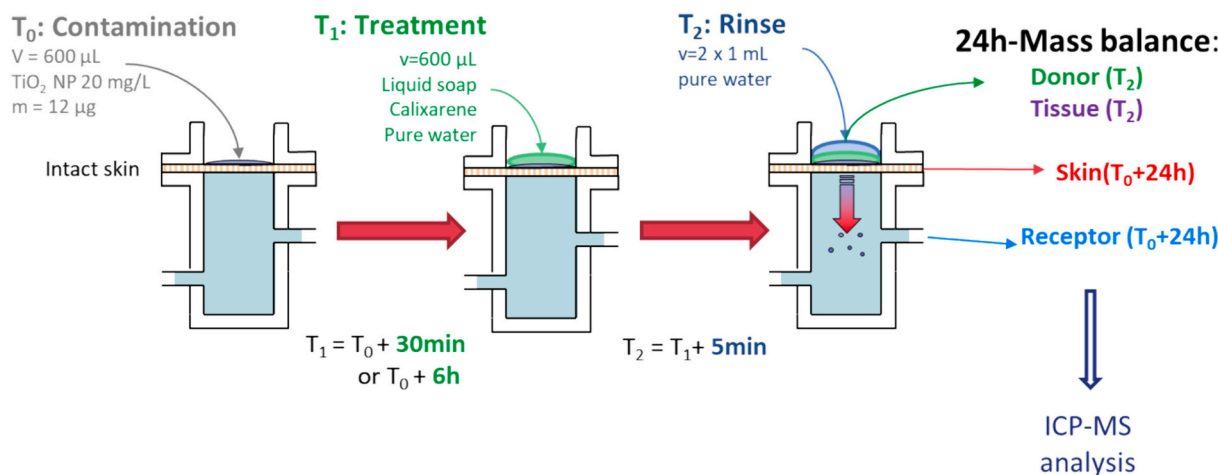 T₀: Contamination
V = 600 µL
TiO₂ NP 20 mg/L
m = 12 µg
Intact skin
T₁: Treatment
v=600 µL
Liquid soap
Calixarene
Pure water
T₂: Rinse
v=2 x 1 mL
pure water
24h-Mass balance:
Donor (T₂)
Tissue (T₂)
Skin(T₀+24h)
Receptor (T₀+24h)
T₁ = T₀ + 30min
or T₀ + 6h
T₂ = T₁+ 5min
ICP-MS
analysis